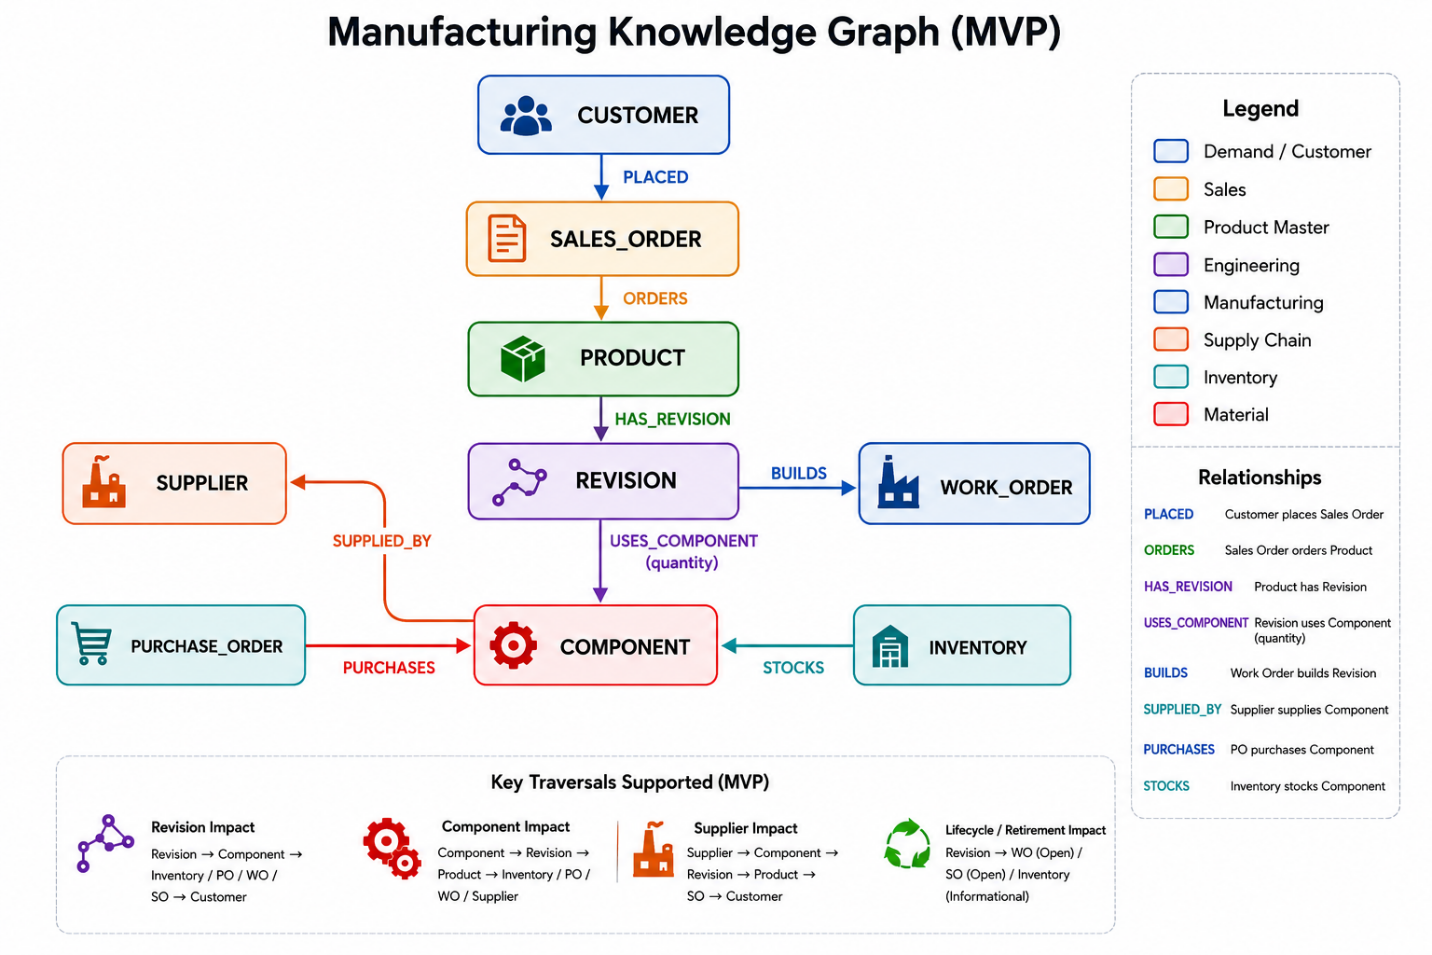 Manufacturing Knowledge Graph (MVP)
CUSTOMER
PLACED
SALES_ORDER
ORDERS
PRODUCT
HAS_REVISION
SUPPLIER
REVISION
BUILDS
WORK_ORDER
SUPPLIED_BY
USES_COMPONENT
(quantity)
PURCHASE_ORDER
PURCHASES
COMPONENT
STOCKS
INVENTORY
Legend
Demand / Customer
Sales
Product Master
Engineering
Manufacturing
Supply Chain
Inventory
Material
Relationships
PLACED Customer places Sales Order
ORDERS Sales Order orders Product
HAS_REVISION Product has Revision
USES_COMPONENT Revision uses Component
(quantity)
BUILDS Work Order builds Revision
SUPPLIED_BY Supplier supplies Component
PURCHASES PO purchases Component
STOCKS Inventory stocks Component
Key Traversals Supported (MVP)
Revision Impact
Revision → Component →
Inventory / PO / WO /
SO → Customer
Component Impact
Component → Revision →
Product → Inventory / PO /
WO / Supplier
Supplier Impact
Supplier → Component →
Revision → Product →
SO → Customer
Lifecycle / Retirement Impact
Revision → WO (Open) /
SO (Open) / Inventory
(Informational)